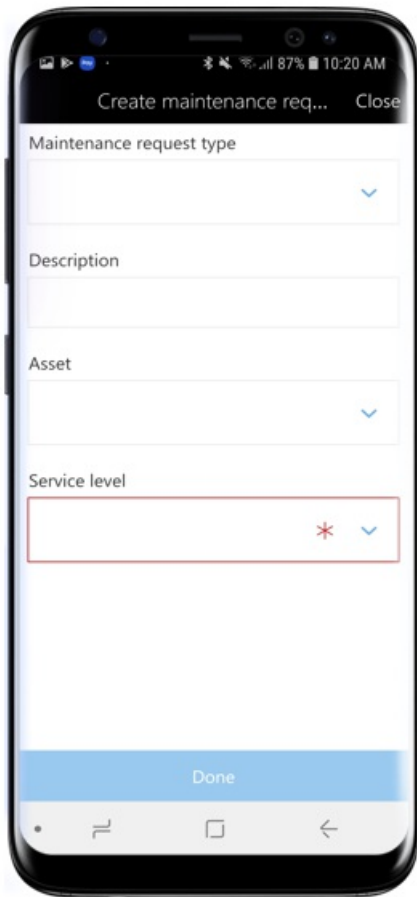 87% 10:20 AM
Create maintenance req... Close
Maintenance request type
Description
Asset
Service level
*
Done